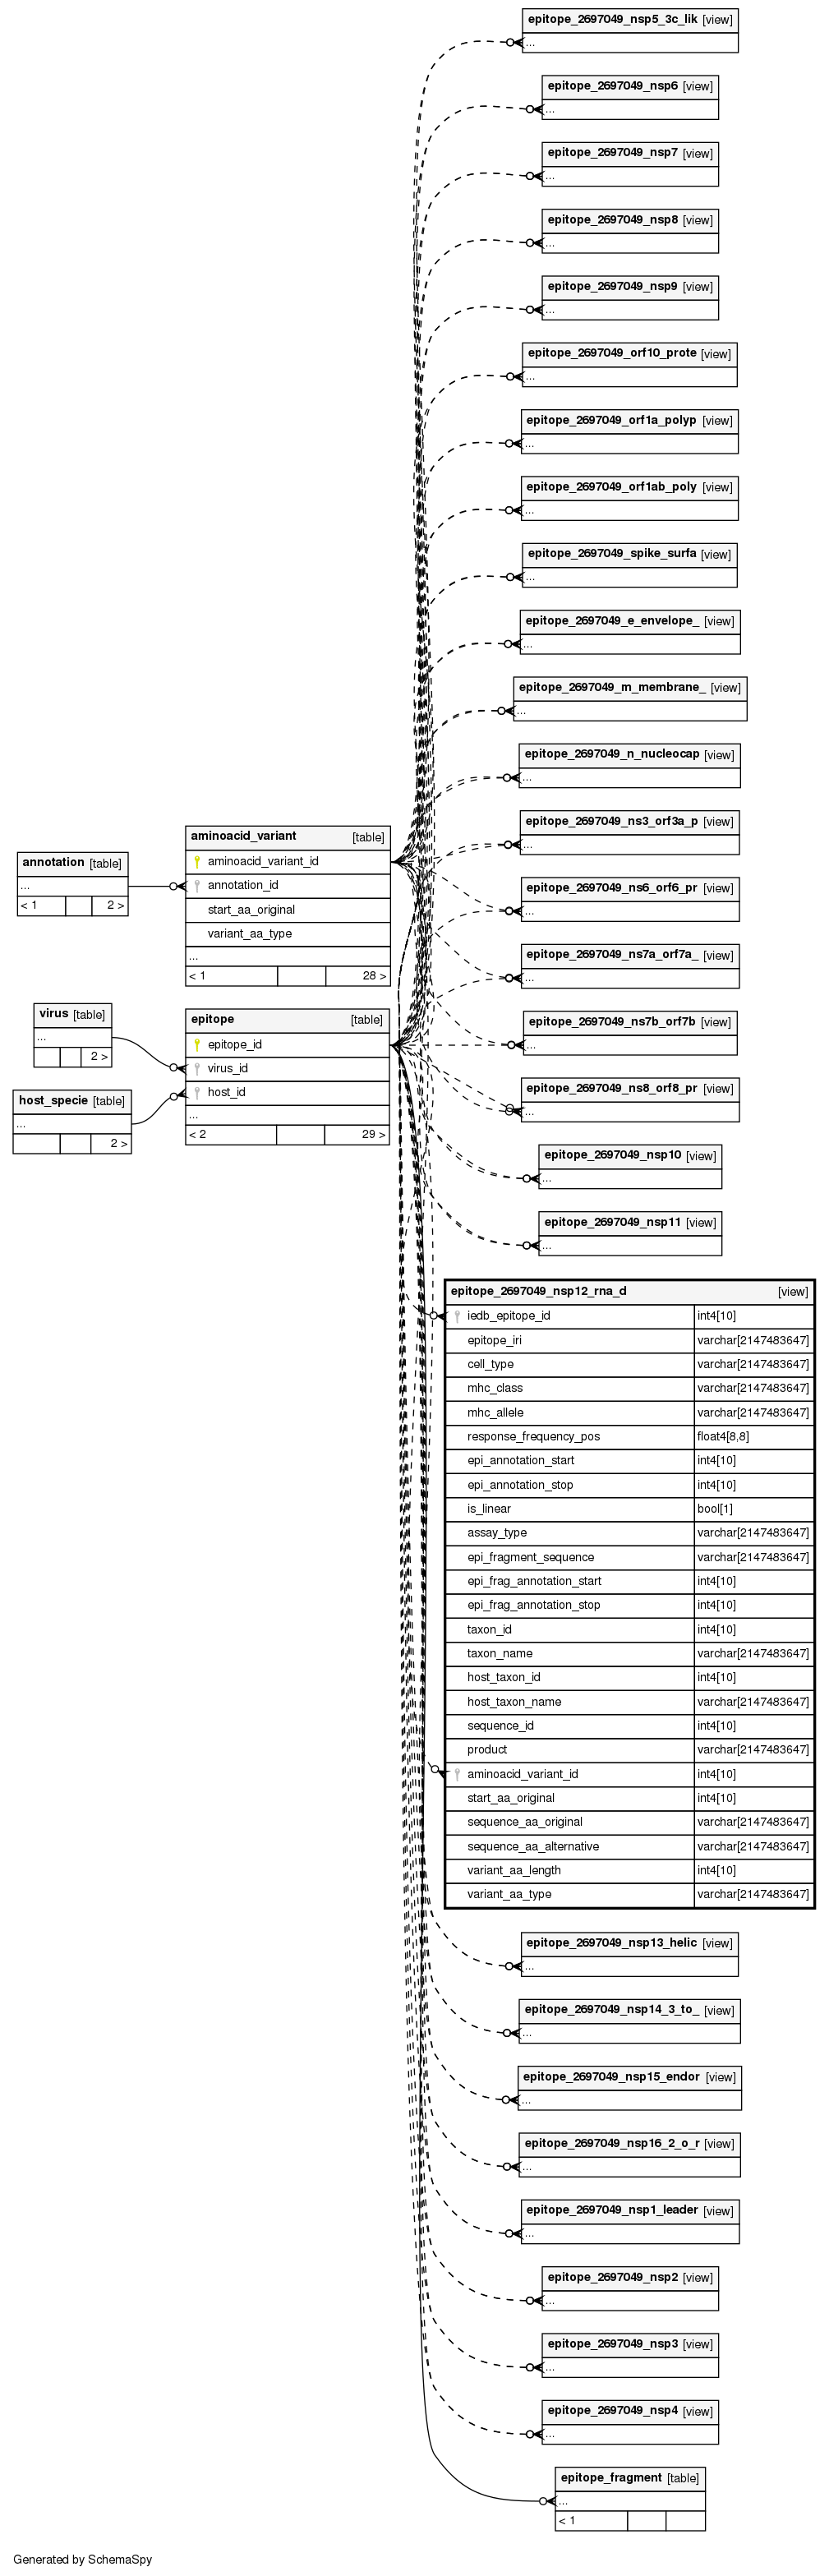 epitope_2697049_nsp5_3c_lik [view]
...
epitope_2697049_nsp6 [view]
...
epitope_2697049_nsp7 [view]
...
epitope_2697049_nsp8 [view]
...
epitope_2697049_nsp9 [view]
...
epitope_2697049_orf10_prote [view]
...
epitope_2697049_orf1a_polyp [view]
...
epitope_2697049_orf1ab_poly [view]
...
epitope_2697049_spike_surfa [view]
...
epitope_2697049_e_envelope_ [view]
...
epitope_2697049_m_membrane_ [view]
...
epitope_2697049_n_nucleocap [view]
...
epitope_2697049_ns3_orf3a_p [view]
...
epitope_2697049_ns6_orf6_pr [view]
...
epitope_2697049_ns7a_orf7a_ [view]
...
epitope_2697049_ns7b_orf7b [view]
...
epitope_2697049_ns8_orf8_pr [view]
...
epitope_2697049_nsp10 [view]
...
epitope_2697049_nsp11 [view]
...
annotation [table]
...
< 1 2 >
aminoacid_variant [table]
aminoacid_variant_id
annotation_id
start_aa_original
variant_aa_type
...
< 1 28 >
virus [table]
...
2 >
host_specie [table]
...
2 >
epitope [table]
epitope_id
virus_id
host_id
...
< 2 29 >
epitope_2697049_nsp12_rna_d [view]
iedb_epitope_id int4[10]
epitope_iri varchar[2147483647]
cell_type varchar[2147483647]
mhc_class varchar[2147483647]
mhc_allele varchar[2147483647]
response_frequency_pos float4[8,8]
epi_annotation_start int4[10]
epi_annotation_stop int4[10]
is_linear bool[1]
assay_type varchar[2147483647]
epi_fragment_sequence varchar[2147483647]
epi_frag_annotation_start int4[10]
epi_frag_annotation_stop int4[10]
taxon_id int4[10]
taxon_name varchar[2147483647]
host_taxon_id int4[10]
host_taxon_name varchar[2147483647]
sequence_id int4[10]
product varchar[2147483647]
aminoacid_variant_id int4[10]
start_aa_original int4[10]
sequence_aa_original varchar[2147483647]
sequence_aa_alternative varchar[2147483647]
variant_aa_length int4[10]
variant_aa_type varchar[2147483647]
epitope_2697049_nsp13_helic [view]
...
epitope_2697049_nsp14_3_to_ [view]
...
epitope_2697049_nsp15_endor [view]
...
epitope_2697049_nsp16_2_o_r [view]
...
epitope_2697049_nsp1_leader [view]
...
epitope_2697049_nsp2 [view]
...
epitope_2697049_nsp3 [view]
...
epitope_2697049_nsp4 [view]
...
epitope_fragment [table]
...
< 1
Generated by SchemaSpy